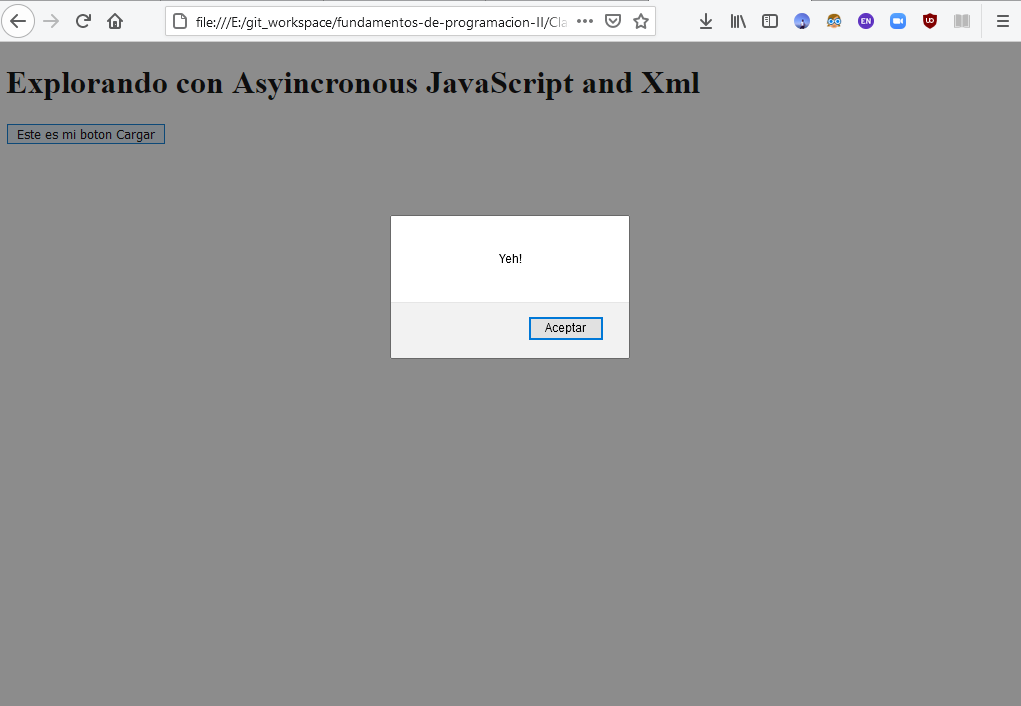 file:///E:/git_workspace/fundamentos-de-programacion-II/Cla
EN
UD
Explorando con Asyincronous JavaScript and Xml
Este es mi boton Cargar
Yeh!
Aceptar